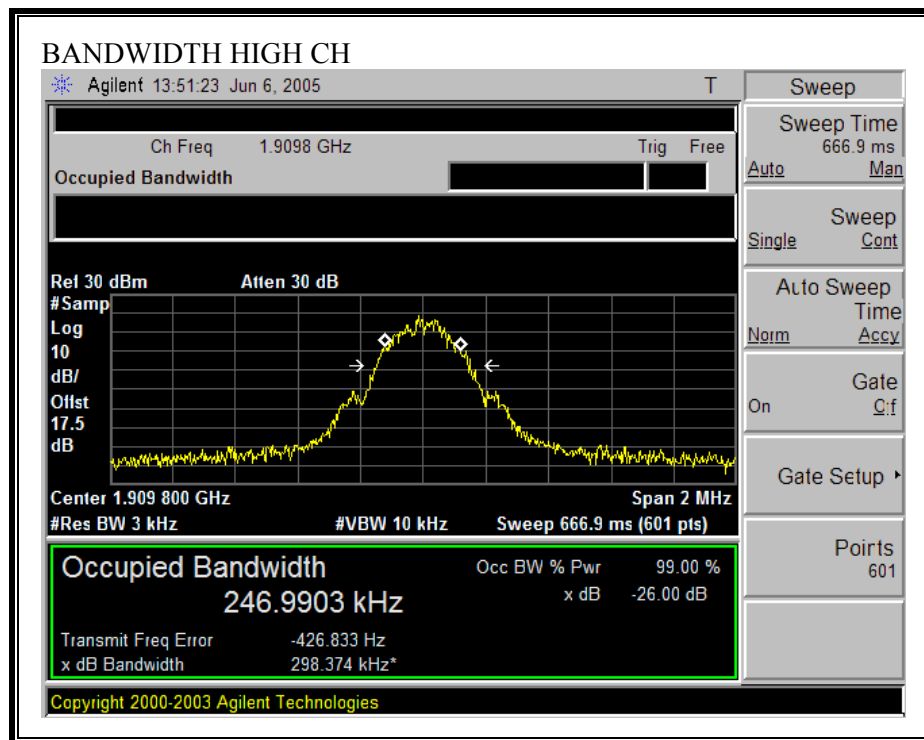 BANDWIDTH HIGH CH
Agilent 13:51:23 Jun 6, 2005 T
Ch Freq 1.9098 GHz Trig Free
Occupied Bandwidth
Ref 30 dBm Atten 30 dB
#Samp
Log
10
dB/
Offst
17.5
dB
Center 1.909 800 GHz Span 2 MHz
#Res BW 3 kHz #VBW 10 kHz Sweep 666.9 ms (601 pts)
Occupied Bandwidth
246.9903 kHz
Occ BW % Pwr 99.00 %
x dB -26.00 dB
Transmit Freq Error -426.833 Hz
x dB Bandwidth 298.374 kHz*
Copyright 2000-2003 Agilent Technologies
Sweep
Sweep Time
666.9 ms
Auto Man
Sweep
Single Cont
Auto Sweep
Time
Norm Accy
Gate
On Off
Gate Setup
Points
601